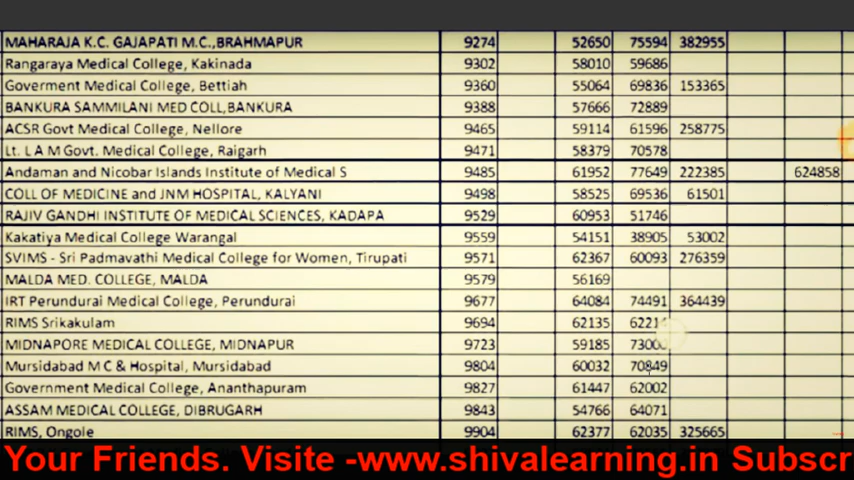 MAHARAJA K.C. GAJAPATI M.C.,BRAHMAPUR 9274 52650 75594 382955
Rangaraya Medical College, Kakinada 9302 58010 59686
Goverment Medical College, Bettiah 9360 55064 69836 153365
BANKURA SAMMILANI MED COLL,BANKURA 9388 57666 72889
ACSR Govt Medical College, Nellore 9465 59114 61596 258775
Lt. L A M Govt. Medical College, Raigarh 9471 58379 70578
Andaman and Nicobar Islands Institute of Medical S 9485 61952 77649 222385 624858
COLL OF MEDICINE and JNM HOSPITAL, KALYANI 9498 58525 69536 61501
RAJIV GANDHI INSTITUTE OF MEDICAL SCIENCES, KADAPA 9529 60953 51746
Kakatiya Medical College Warangal 9559 54151 38905 53002
SVIMS - Sri Padmavathi Medical College for Women, Tirupati 9571 62367 60093 276359
MALDA MED. COLLEGE, MALDA 9579 56169
IRT Perundurai Medical College, Perundurai 9677 64084 74491 364439
RIMS Srikakulam 9694 62135
MIDNAPORE MEDICAL COLLEGE, MIDNAPUR 9723 59185
Mursidabad M C & Hospital, Mursidabad 9804 60032 70849
Government Medical College, Ananthapuram 9827 61447 62002
ASSAM MEDICAL COLLEGE, DIBRUGARH 9843 54766 64071
RIMS, Ongole 9904 62377 62035 325665
Your Friends. Visite -www.shivalearning.in Subscr